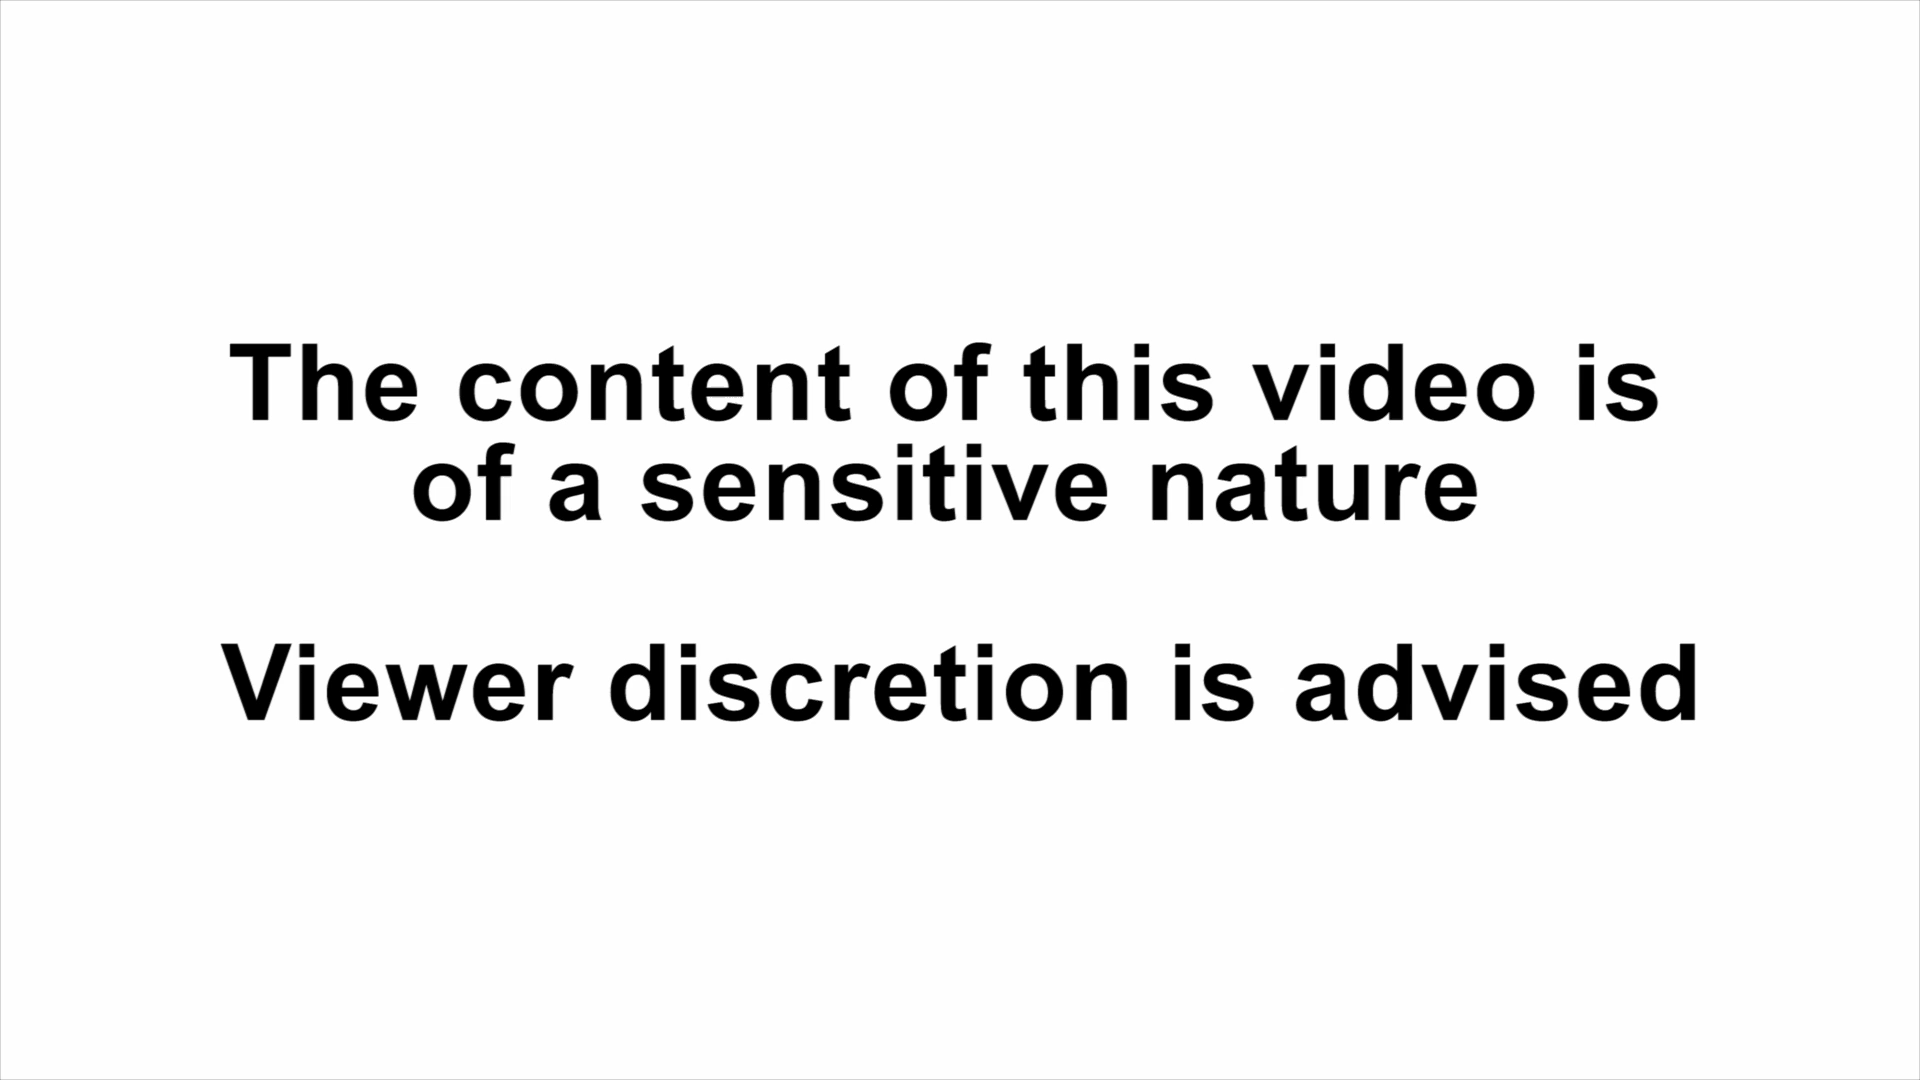 The content of this video is
of a sensitive nature
Viewer discretion is advised